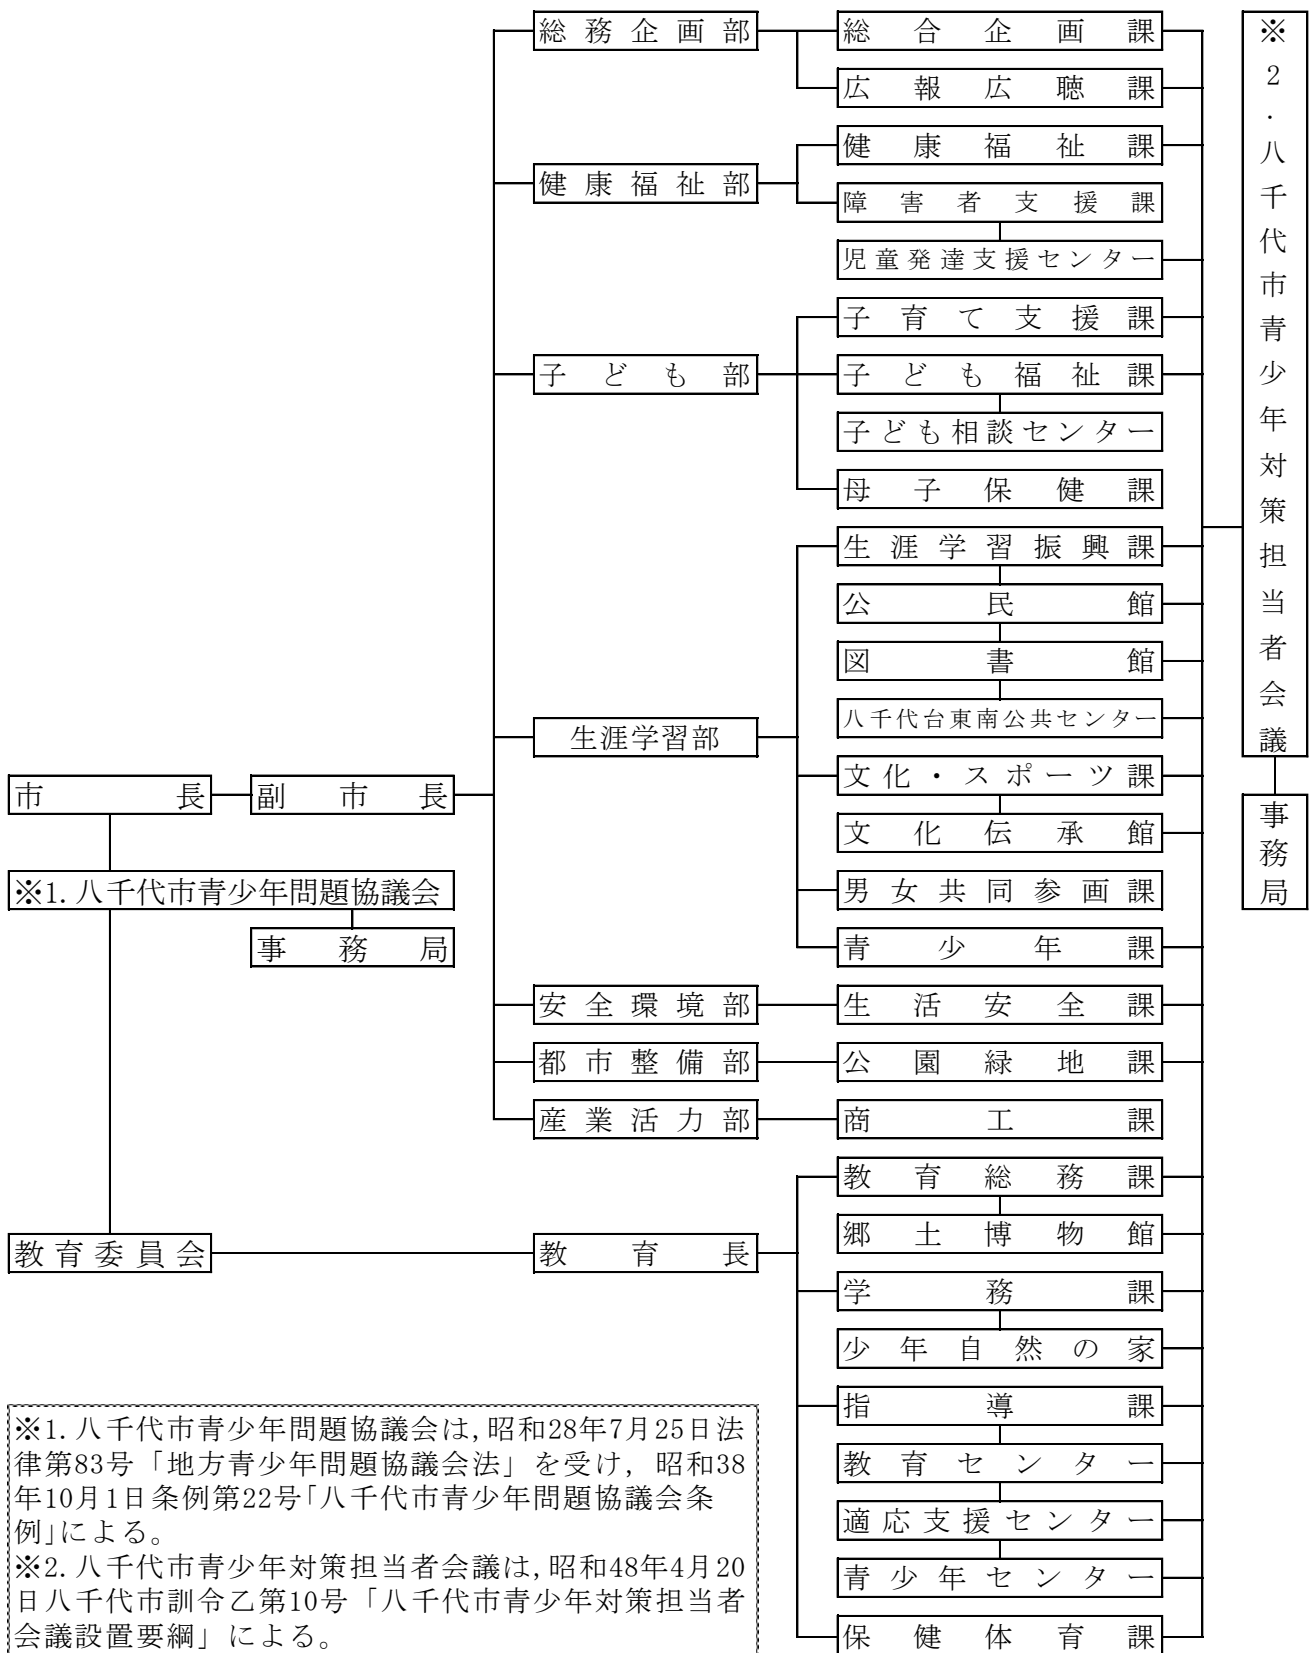 総務企画部
総合企画課
広報広聴課
健康福祉部
健康福祉課
障害者支援課
児童発達支援センター
子ども部
子育て支援課
子ども福祉課
子ども相談センター
母子保健課
生涯学習部
生涯学習振興課
公民館
図書館
八千代台東南公共センター
文化・スポーツ課
文化伝承館
男女共同参画課
青少年課
市長
副市長
※1.八千代市青少年問題協議会
事務局
安全環境部
生活安全課
都市整備部
公園緑地課
産業活力部
商工課
教育委員会
教育長
教育総務課
郷土博物館
学務課
少年自然の家
指導課
教育センター
適応支援センター
青少年センター
保健体育課
※2.八千代市青少年対策担当者会議
事務局
※1.八千代市青少年問題協議会は,昭和28年7月25日法
律第83号「地方青少年問題協議会法」を受け,昭和38
年10月1日条例第22号「八千代市青少年問題協議会条
例」による。
※2.八千代市青少年対策担当者会議は,昭和48年4月20
日八千代市訓令乙第10号「八千代市青少年対策担当者
会議設置要綱」による。